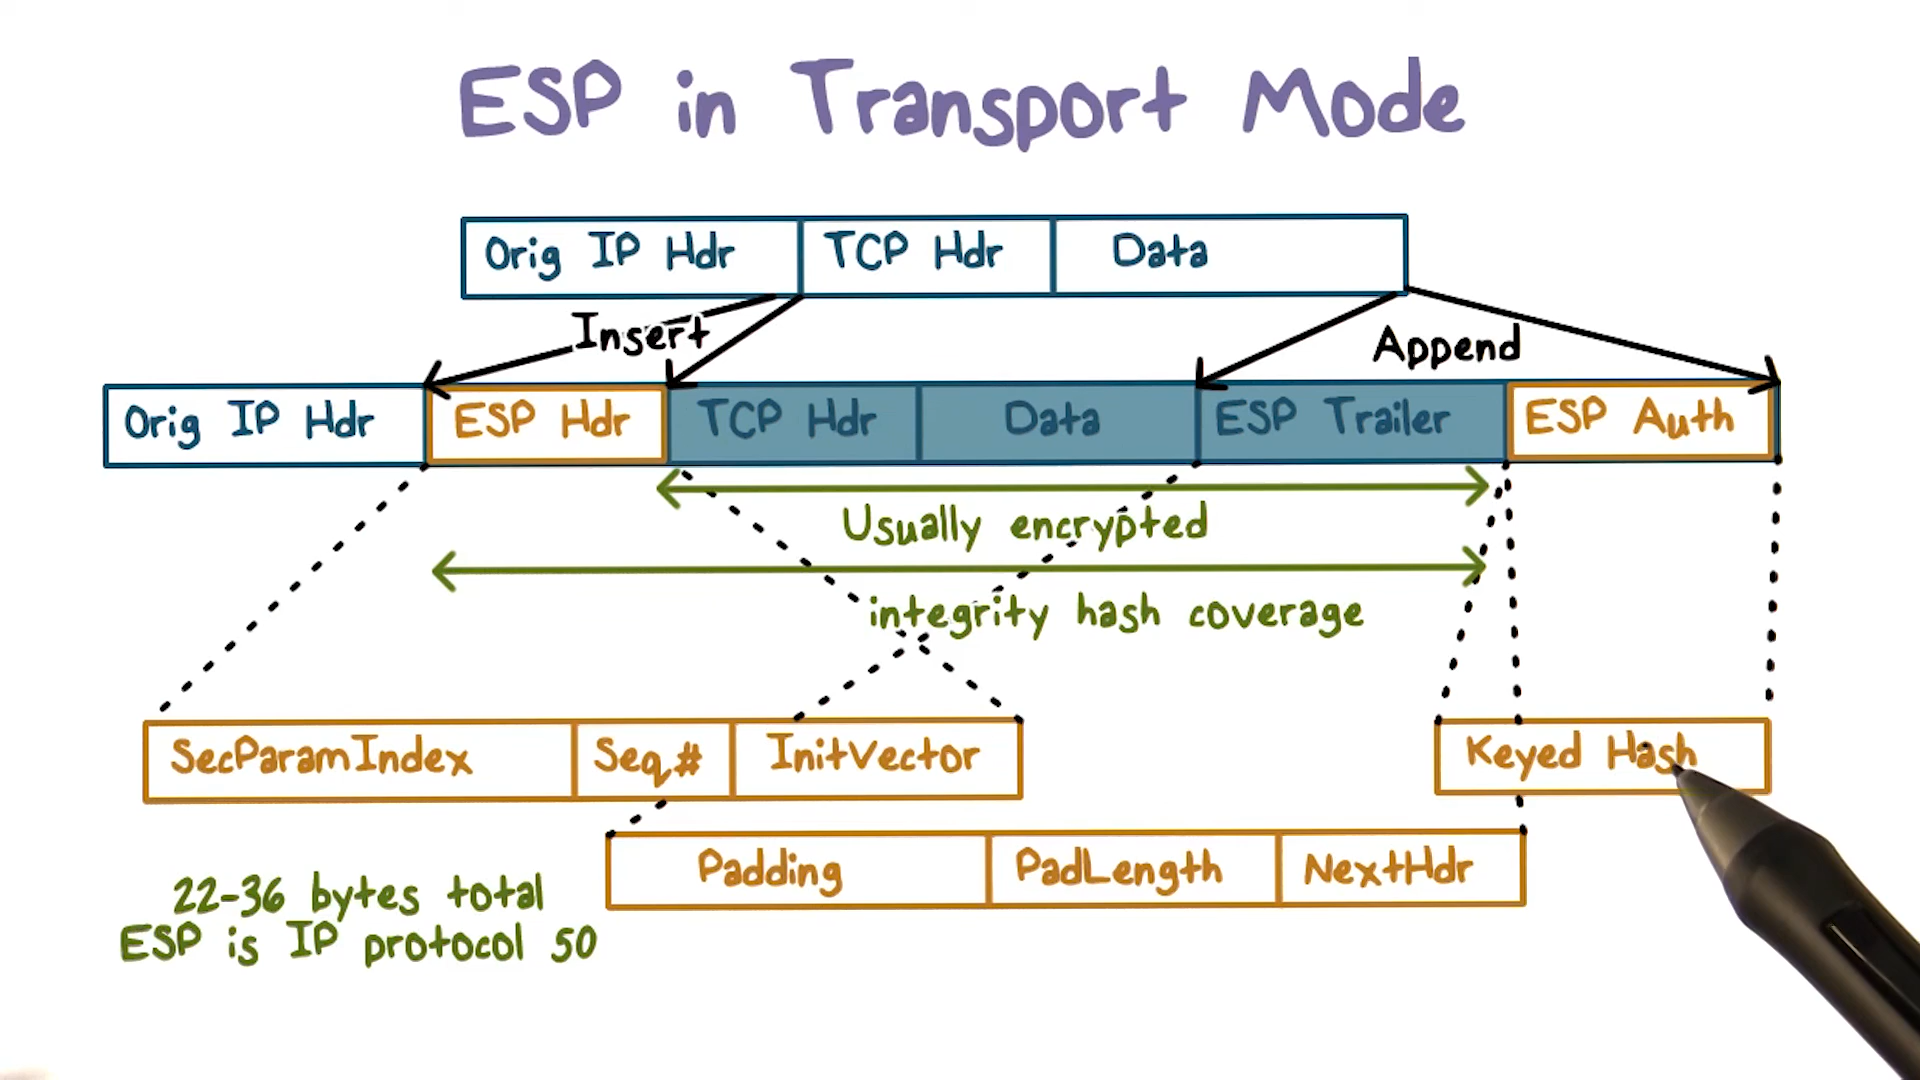 ESP in Transport Mode
Orig IP Hdr TCP Hdr Data
Insert
Append
Orig IP Hdr ESP Hdr TCP Hdr Data ESP Trailer ESP Auth
Usually encrypted
integrity hash coverage
SecParamIndex Seq# InitVector
Keyed Hash
Padding PadLength NextHdr
22-36 bytes total
ESP is IP protocol 50